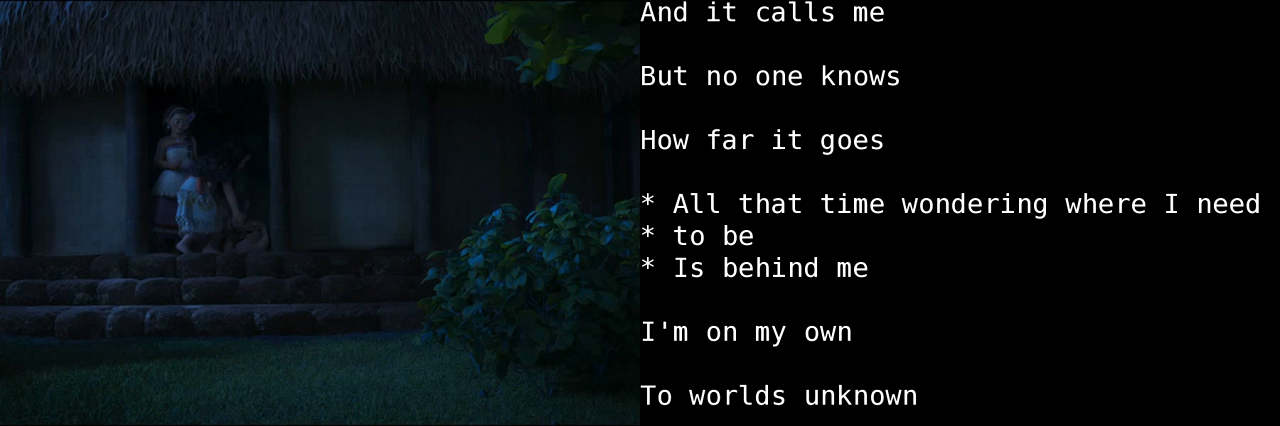 And it calls me
But no one knows
How far it goes
* All that time wondering where I need
* to be
* Is behind me
I'm on my own
To worlds unknown